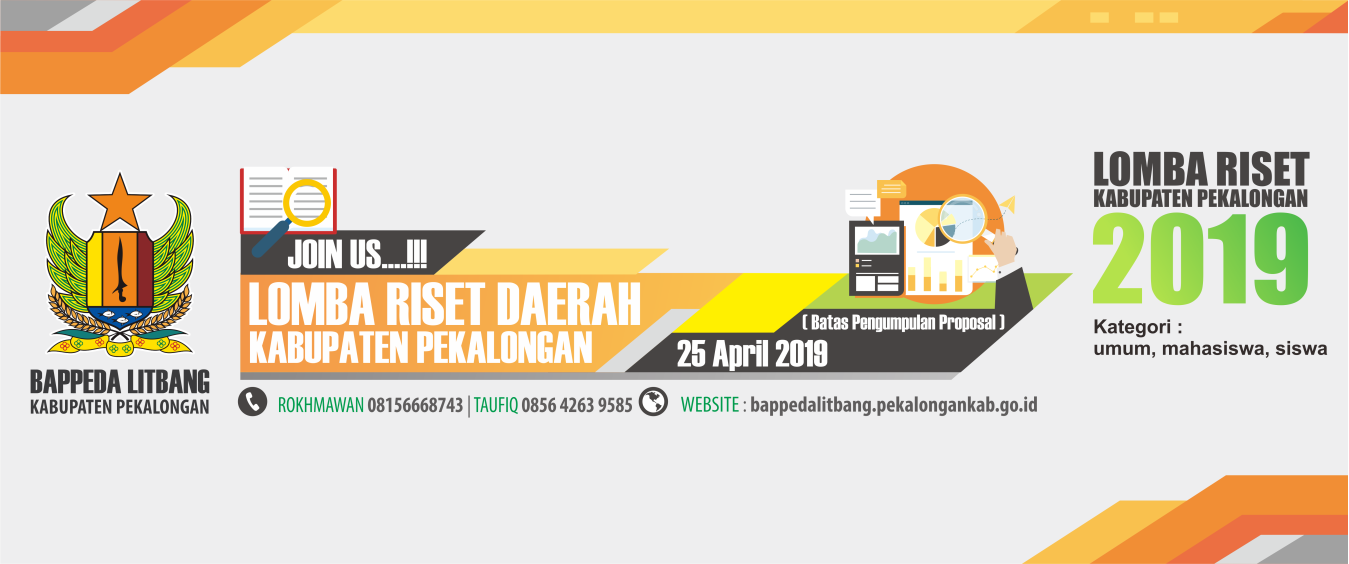 BAPPEDA LITBANG
KABUPATEN PEKALONGAN
JOIN US....!!!
LOMBA RISET DAERAH
KABUPATEN PEKALONGAN
( Batas Pengumpulan Proposal )
25 April 2019
ROKHMAWAN 08156668743 | TAUFIQ 0856 4263 9585
WEBSITE : bappedalitbang.pekalongankab.go.id
LOMBA RISET
KABUPATEN PEKALONGAN
2019
Kategori :
umum, mahasiswa, siswa